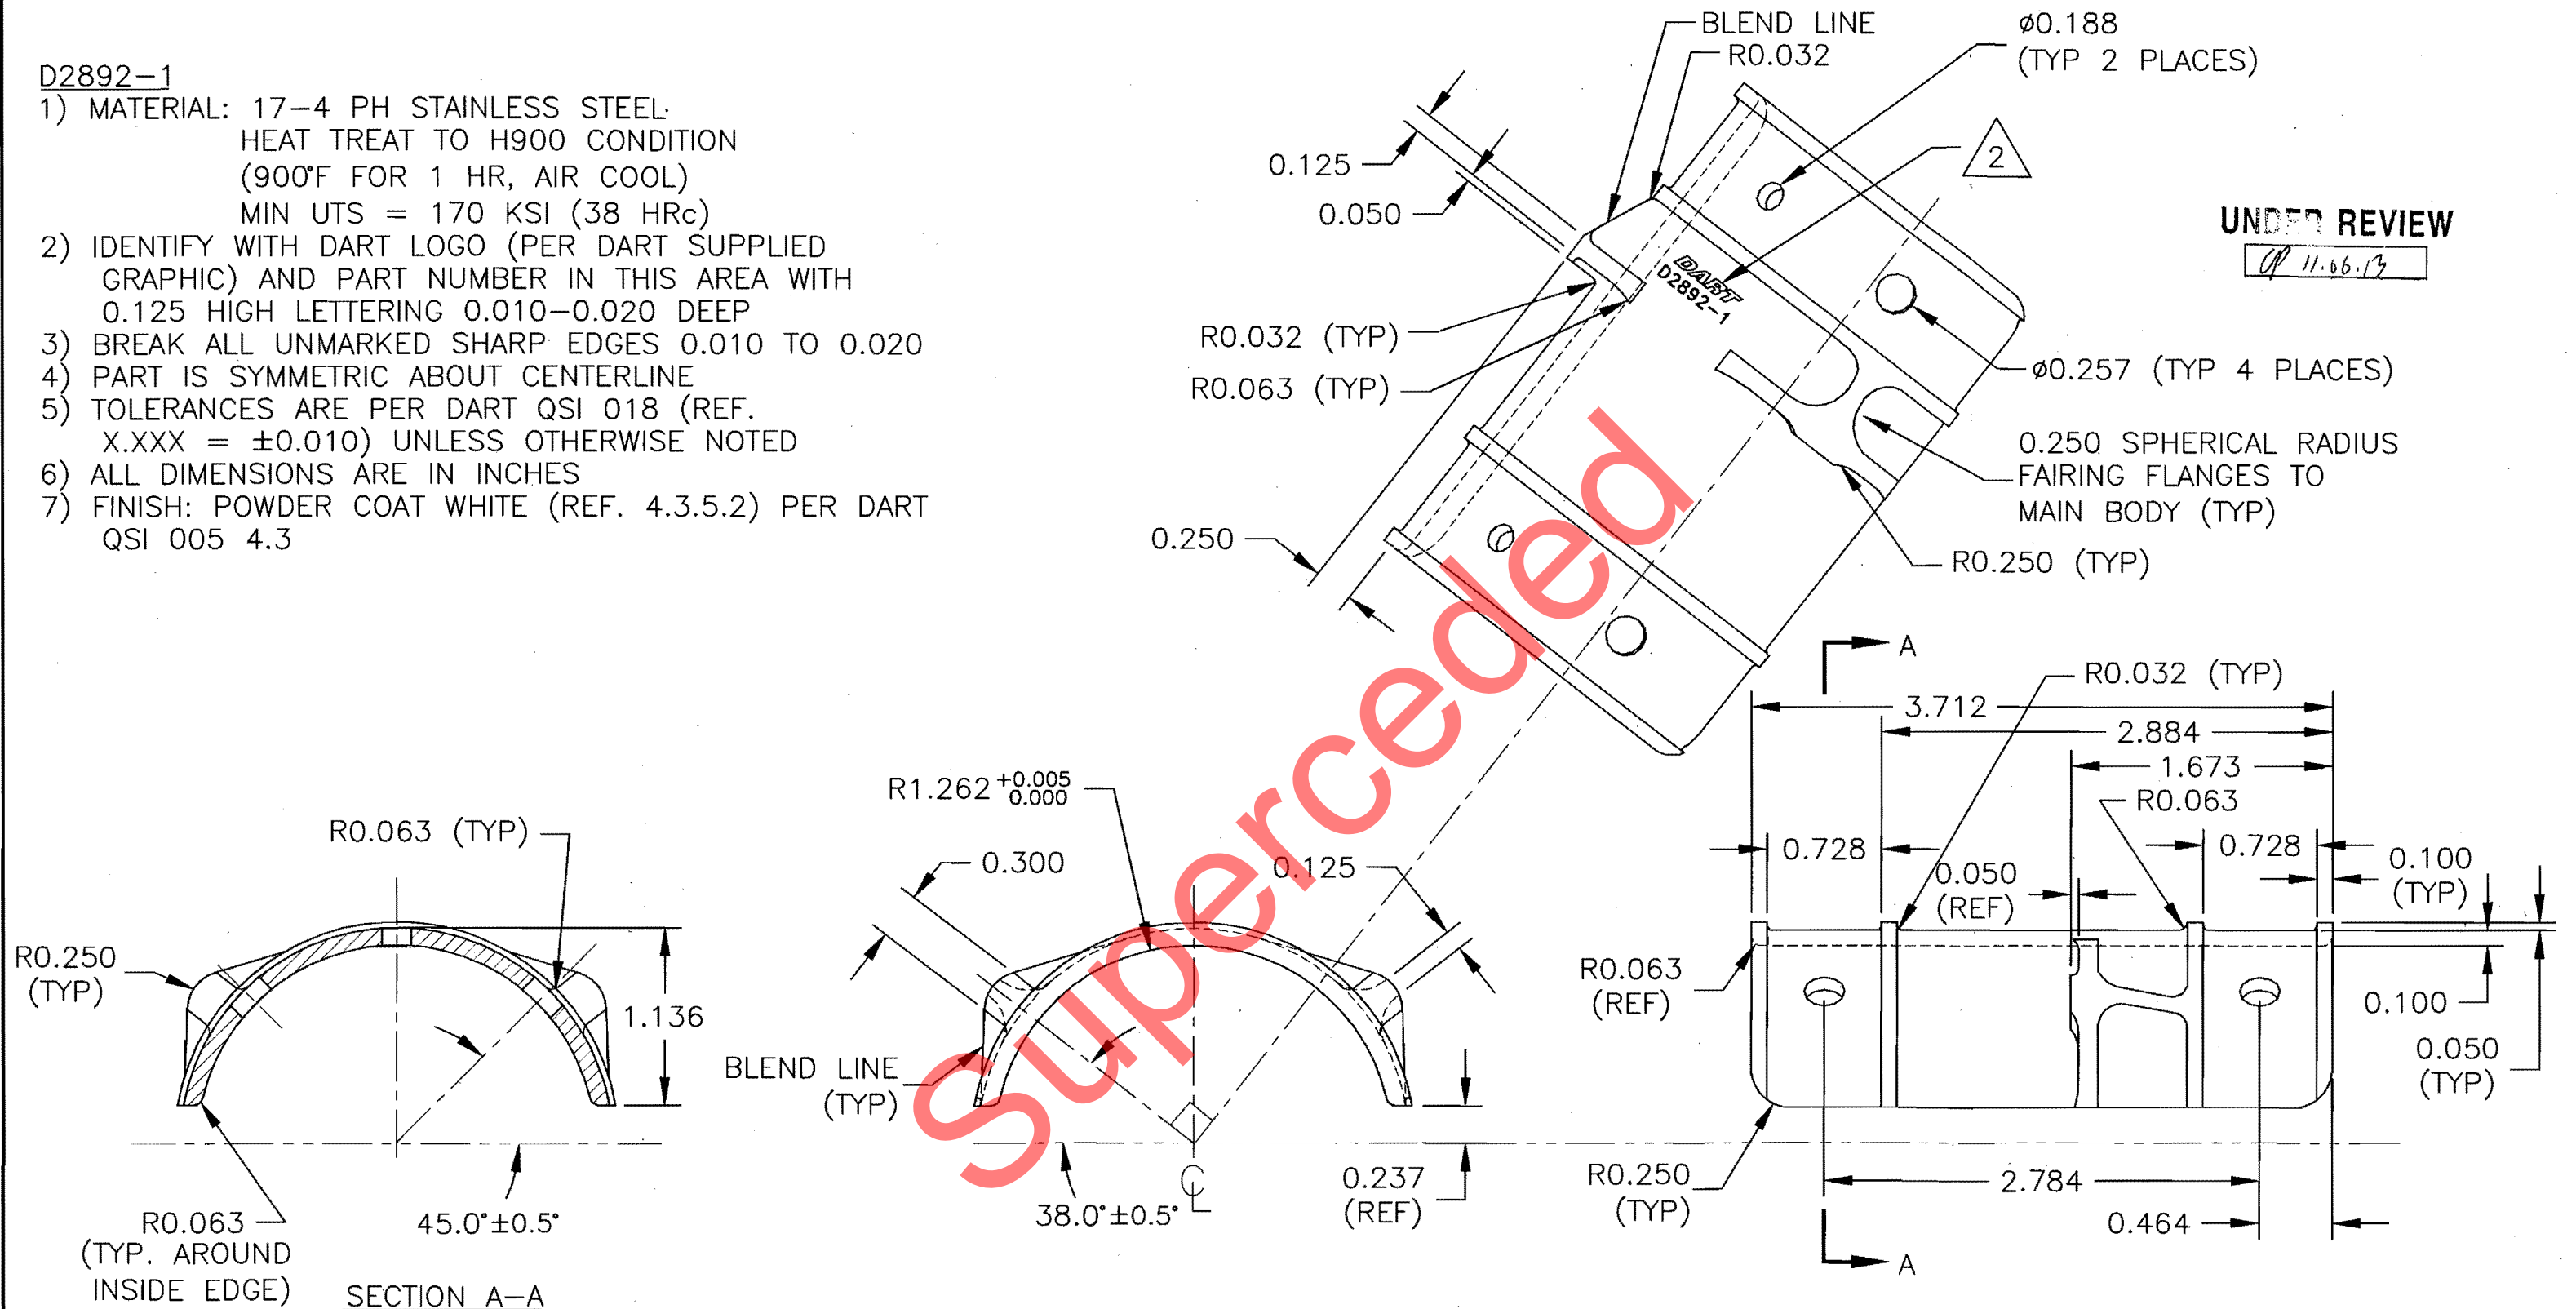 D2892-1
1) MATERIAL: 17-4 PH STAINLESS STEEL
HEAT TREAT TO H900 CONDITION
(900°F FOR 1 HR, AIR COOL)
MIN UTS = 170 KSI (38 HRc)
2) IDENTIFY WITH DART LOGO (PER DART SUPPLIED
GRAPHIC) AND PART NUMBER IN THIS AREA WITH
0.125 HIGH LETTERING 0.010-0.020 DEEP
3) BREAK ALL UNMARKED SHARP EDGES 0.010 TO 0.020
4) PART IS SYMMETRIC ABOUT CENTERLINE
5) TOLERANCES ARE PER DART QSI 018 (REF.
X.XXX = ±0.010) UNLESS OTHERWISE NOTED
6) ALL DIMENSIONS ARE IN INCHES
7) FINISH: POWDER COAT WHITE (REF. 4.3.5.2) PER DART
QSI 005 4.3
BLEND LINE
R0.032
ø0.188
(TYP 2 PLACES)
2
0.125
0.050
UNDER REVIEW
11.06.13
DART
D2892-1
R0.032 (TYP)
R0.063 (TYP)
ø0.257 (TYP 4 PLACES)
0.250 SPHERICAL RADIUS
FAIRING FLANGES TO
MAIN BODY (TYP)
R0.250 (TYP)
0.250
Superceded
R0.063 (TYP)
R0.250
(TYP)
1.136
R0.063
(TYP. AROUND
INSIDE EDGE)
45.0°±0.5°
SECTION A-A
R1.262 +0.005
0.000
0.300
0.125
BLEND LINE
(TYP)
38.0°±0.5°
℄
0.237
(REF)
A
R0.032 (TYP)
3.712
2.884
1.673
R0.063
0.728
0.728
0.050
(REF)
0.100
(TYP)
R0.063
(REF)
0.100
0.050
(TYP)
R0.250
(TYP)
2.784
0.464
A